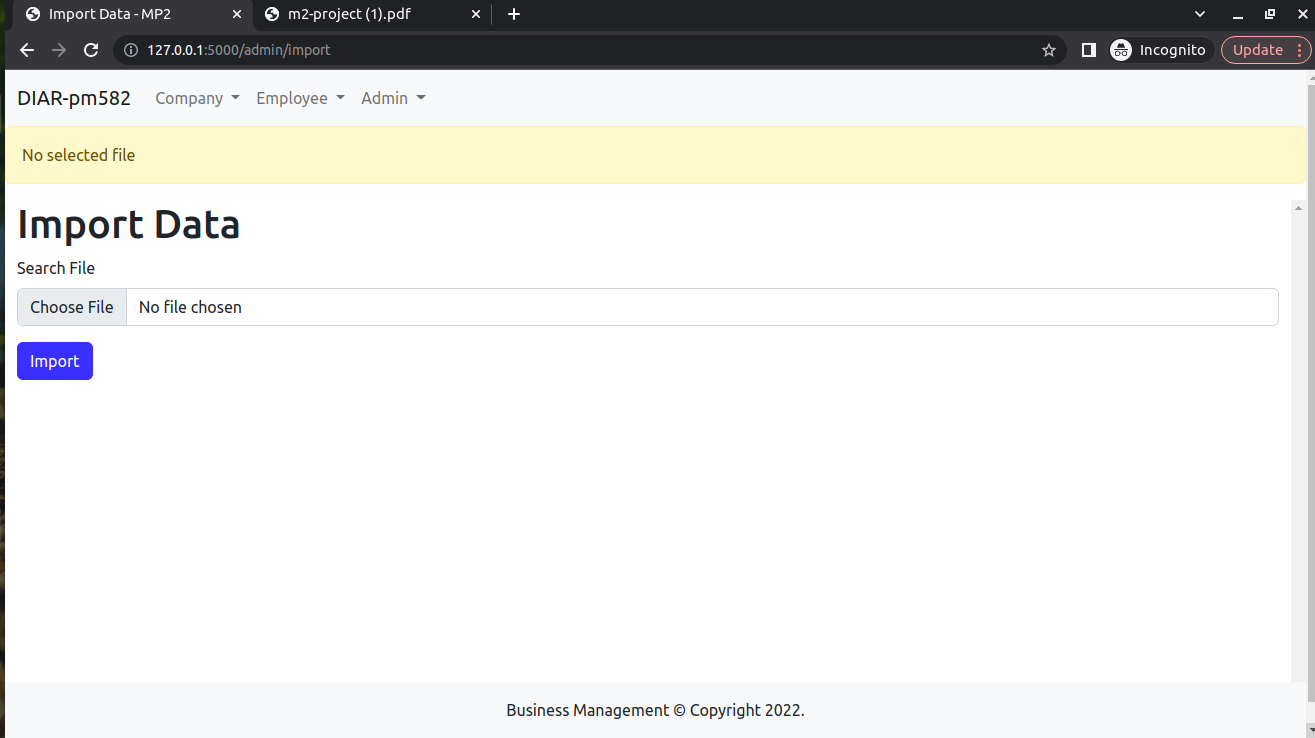 Import Data - MP2
m2-project (1).pdf
127.0.0.1:5000/admin/import
Incognito
Update
DIAR-pm582 Company Employee Admin
No selected file
Import Data
Search File
Choose File No file chosen
Import
Business Management © Copyright 2022.